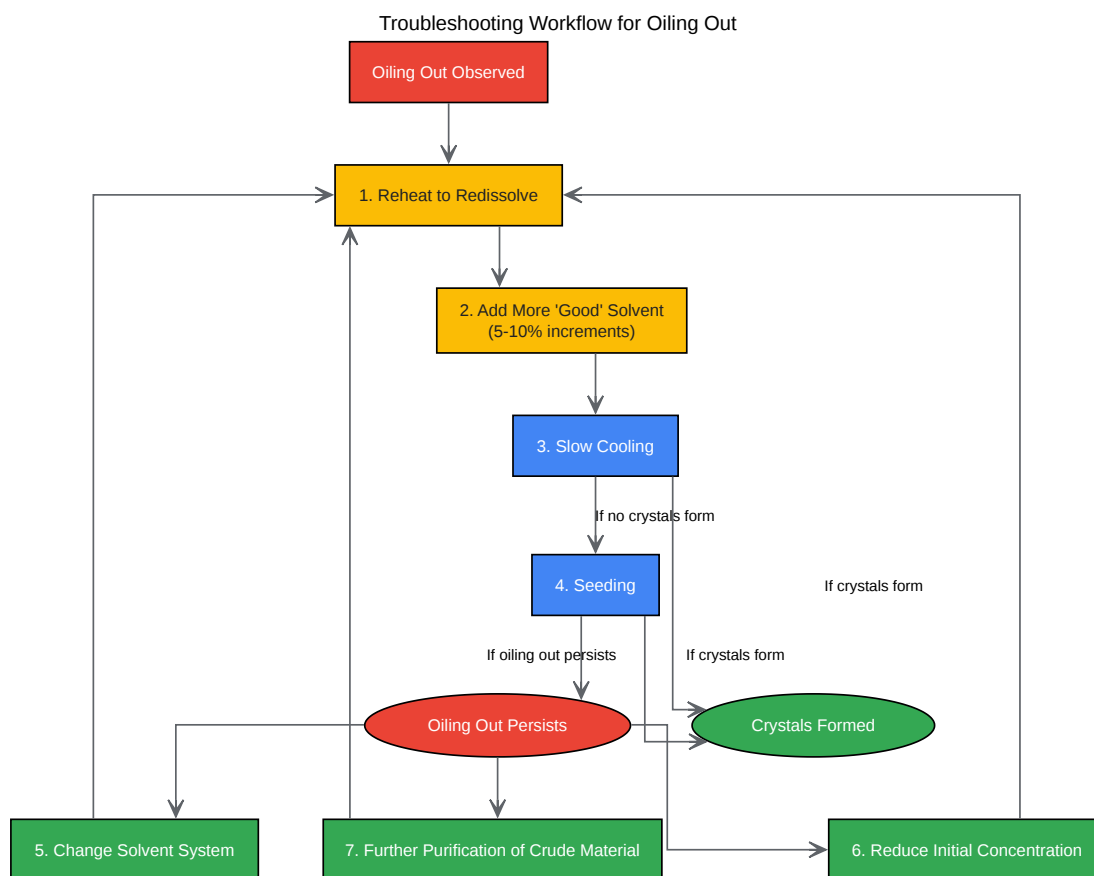 Troubleshooting Workflow for Oiling Out
Oiling Out Observed
1. Reheat to Redissolve
2. Add More 'Good' Solvent
(5-10% increments)
3. Slow Cooling
If no crystals form
4. Seeding
If crystals form
If oiling out persists
If crystals form
Oiling Out Persists
Crystals Formed
5. Change Solvent System
7. Further Purification of Crude Material
6. Reduce Initial Concentration